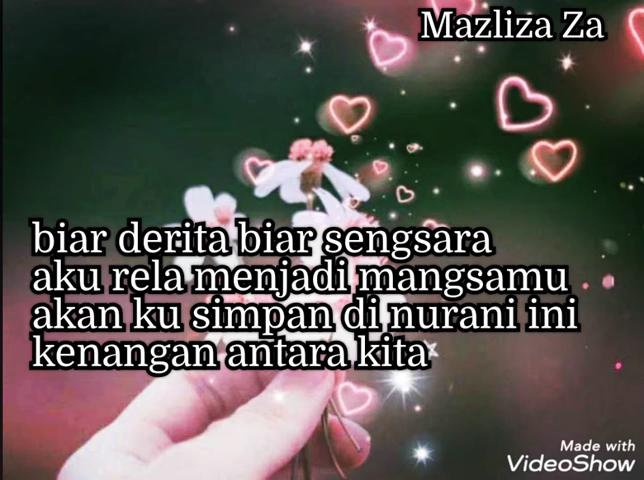 Mazliza Za
biar derita biar sengsara
aku rela menjadi mangsamu
akan ku simpan di nurani ini
kenangan antara kita
Made with
VideoShow